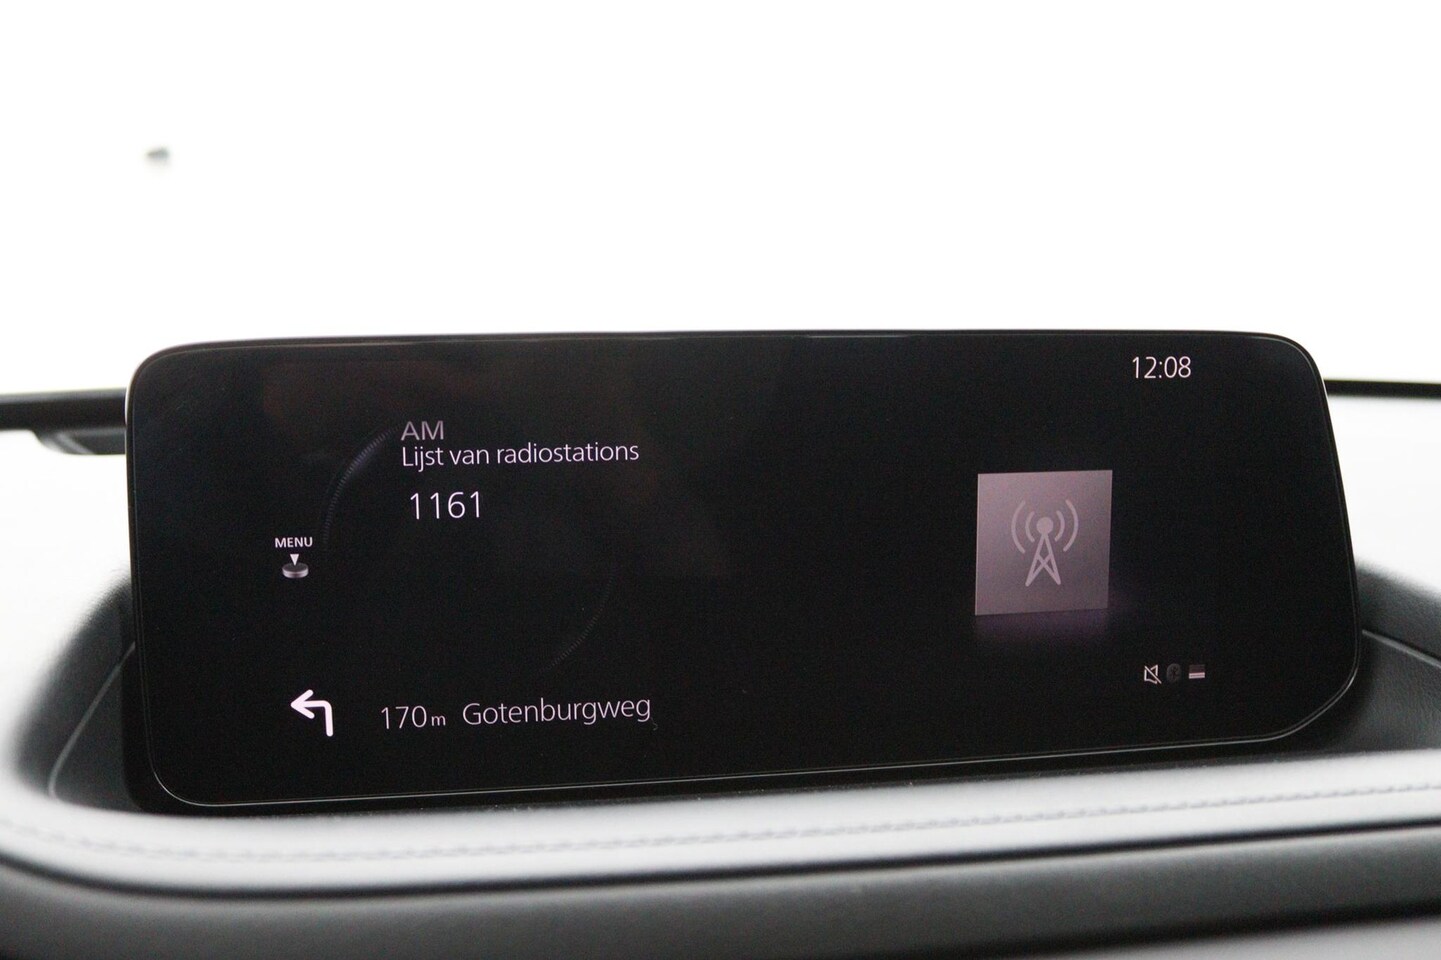 12:08
AM
Lijst van radiostations
1161
MENU
170m Gotenburgweg